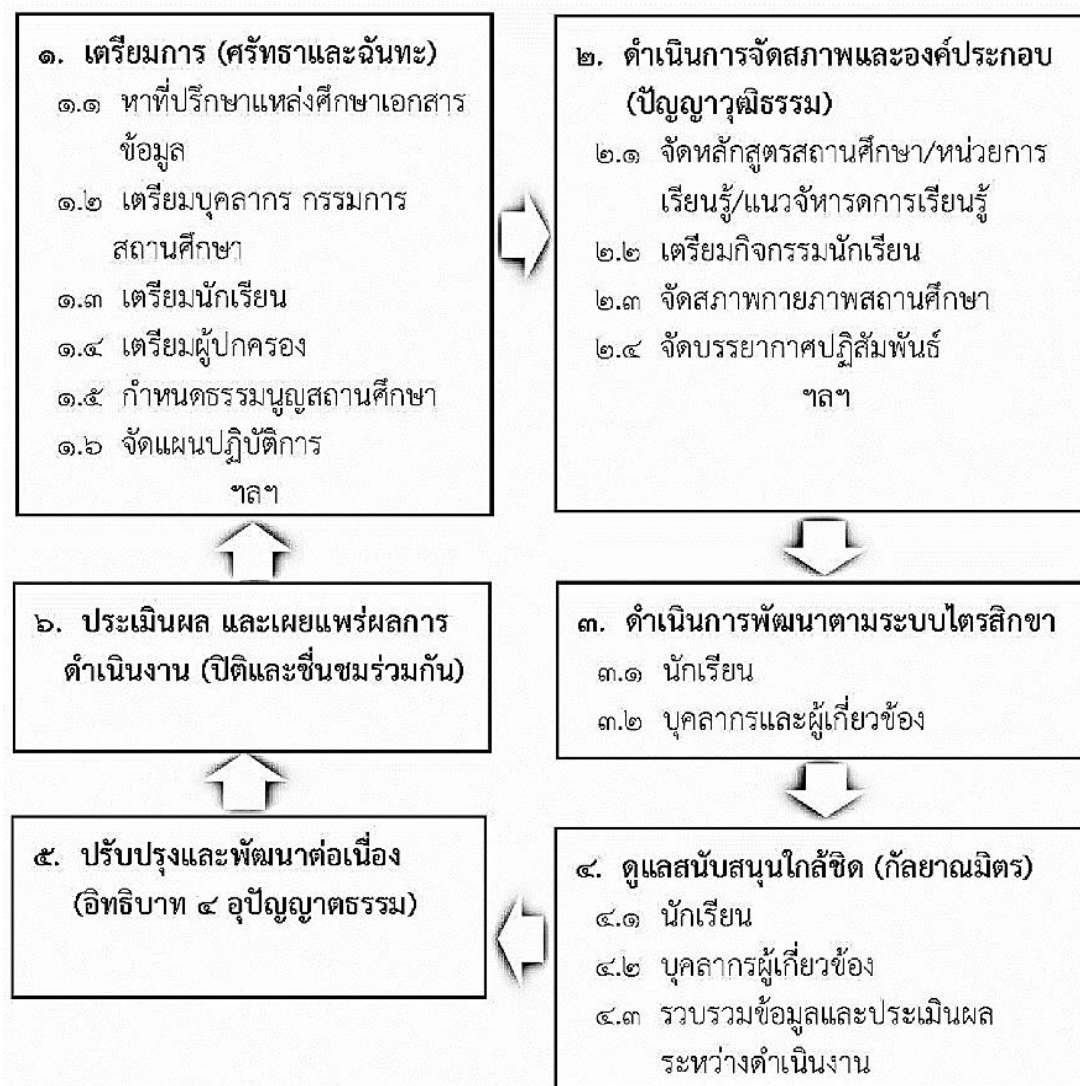 ๑. เตรียมการ (ศรัทธาและฉันทะ)
๑.๑ หาที่ปรึกษาแหล่งศึกษาเอกสาร
ข้อมูล
๑.๒ เตรียมบุคลากร กรรมการ
สถานศึกษา
๑.๓ เตรียมนักเรียน
๑.๔ เตรียมผู้ปกครอง
๑.๕ กำหนดธรรมนูญสถานศึกษา
๑.๖ จัดแผนปฏิบัติการ
ฯลฯ
๒. ดำเนินการจัดสภาพและองค์ประกอบ
(ปัญญาวุฒิธรรม)
๒.๑ จัดหลักสูตรสถานศึกษา/หน่วยการ
เรียนรู้/แนวจัหารดการเรียนรู้
๒.๒ เตรียมกิจกรรมนักเรียน
๒.๓ จัดสภาพกายภาพสถานศึกษา
๒.๔ จัดบรรยากาศปฏิสัมพันธ์
ฯลฯ
๓. ดำเนินการพัฒนาตามระบบไตรสิกขา
๓.๑ นักเรียน
๓.๒ บุคลากรและผู้เกี่ยวข้อง
๔. ดูแลสนับสนุนใกล้ชิด (กัลยาณมิตร)
๔.๑ นักเรียน
๔.๒ บุคลากรผู้เกี่ยวข้อง
๔.๓ รวบรวมข้อมูลและประเมินผล
ระหว่างดำเนินงาน
๕. ปรับปรุงและพัฒนาต่อเนื่อง
(อิทธิบาท ๔ อุปัญญาตธรรม)
๖. ประเมินผล และเผยแพร่ผลการ
ดำเนินงาน (ปิติและชื่นชมร่วมกัน)